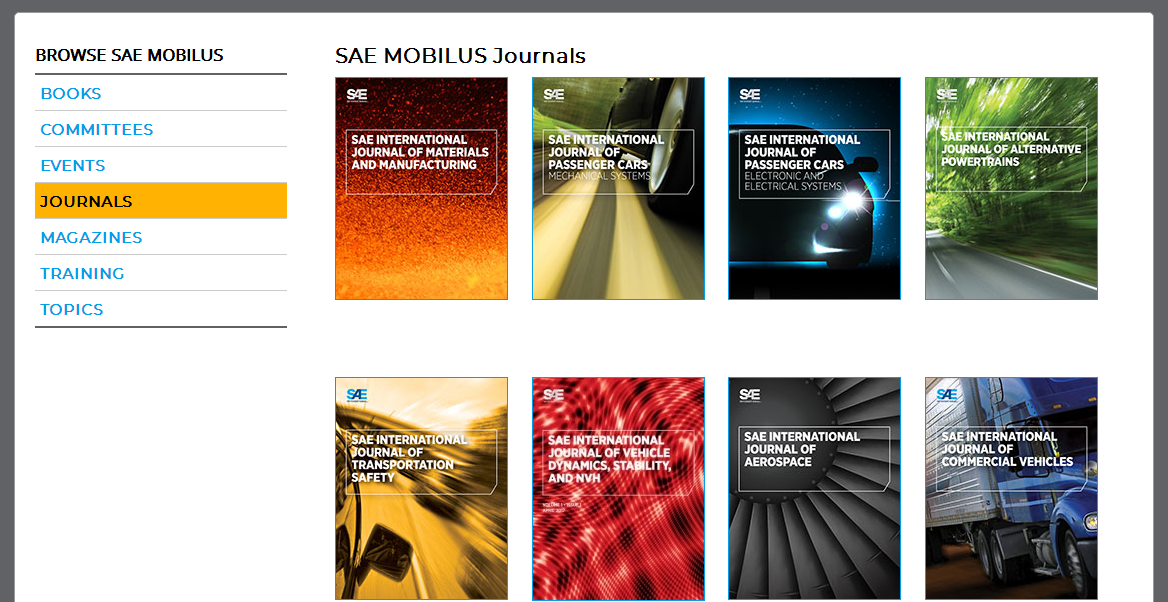 BROWSE SAE MOBILUS
BOOKS
COMMITTEES
EVENTS
JOURNALS
MAGAZINES
TRAINING
TOPICS
SAE MOBILUS Journals
SAE
SAE INTERNATIONAL
JOURNAL OF MATERIALS
AND MANUFACTURING
SAE
SAE INTERNATIONAL
JOURNAL OF
PASSENGER CARS-
MECHANICAL SYSTEMS
SAE
SAE INTERNATIONAL
JOURNAL OF
PASSENGER CARS
ELECTRONIC AND
ELECTRICAL SYSTEMS
SAE
SAE INTERNATIONAL
JOURNAL OF ALTERNATIVE
POWERTRAINS
SAE
SAE INTERNATIONAL
JOURNAL OF
TRANSPORTATION
SAFETY
SAE
SAE INTERNATIONAL
JOURNAL OF VEHICLE
DYNAMICS, STABILITY,
AND NVH
SAE
SAE INTERNATIONAL
JOURNAL OF
AEROSPACE
SAE
SAE INTERNATIONAL
JOURNAL OF
COMMERCIAL VEHICLES